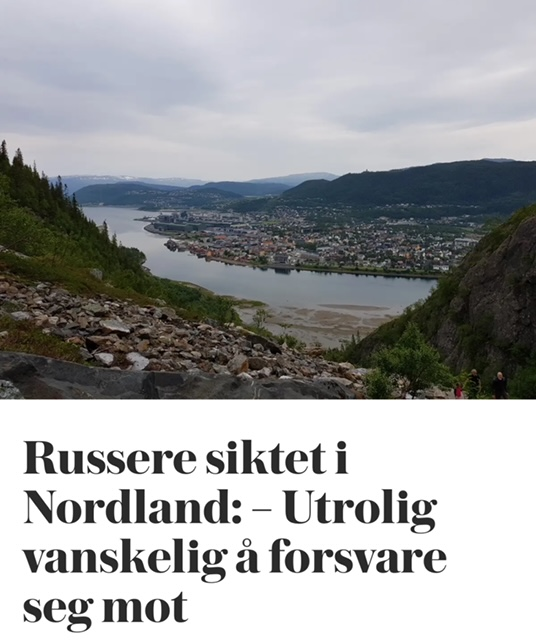 Russere siktet i
Nordland: – Utrolig
vanskelig å forsvare
seg mot